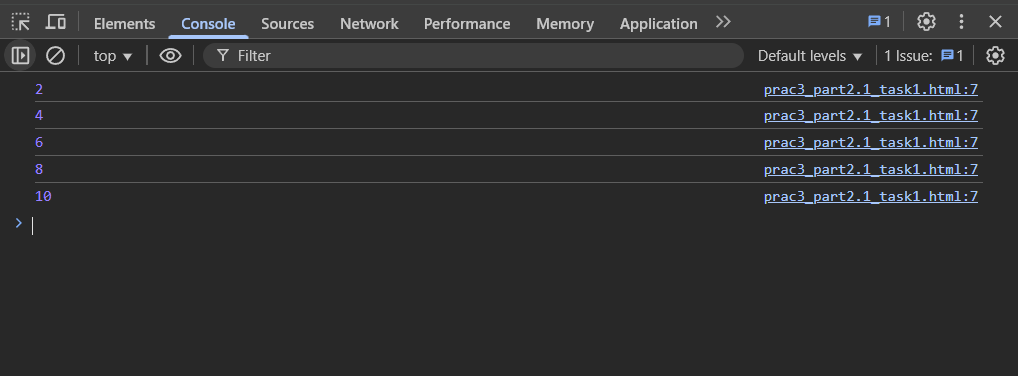 Elements Console Sources Network Performance Memory Application 1
top Filter Default levels 1 Issue: 1
2 prac3_part2.1_task1.html:7
4 prac3_part2.1_task1.html:7
6 prac3_part2.1_task1.html:7
8 prac3_part2.1_task1.html:7
10 prac3_part2.1_task1.html:7